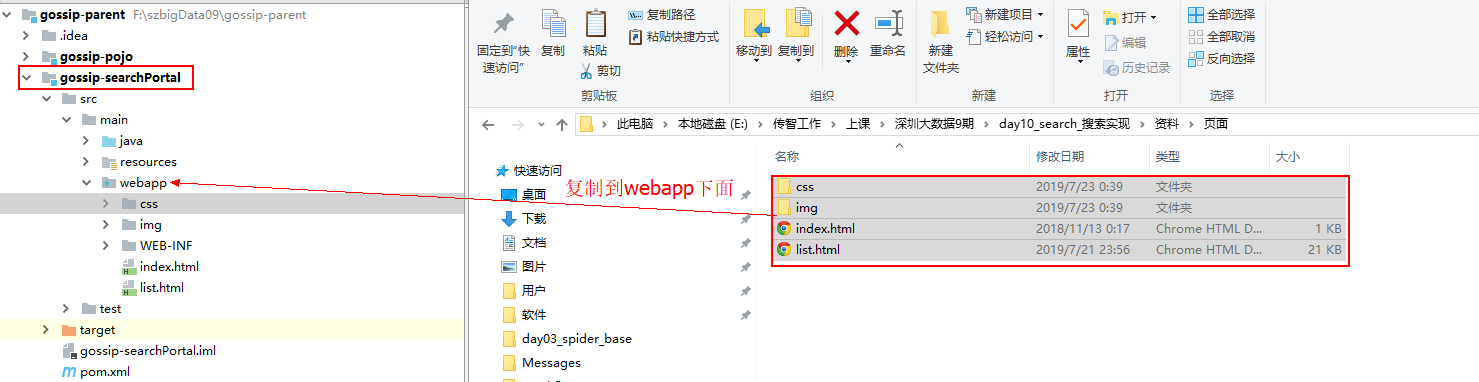 gossip-parent F:\szbigData09\gossip-parent
.idea
gossip-pojo
gossip-searchPortal
src
main
java
resources
webapp
css
img
WEB-INF
index.html
list.html
test
target
gossip-searchPortal.iml
pom.xml
固定到"快速访问"
复制
粘贴
复制路径
粘贴快捷方式
剪切
剪贴板
移动到
复制到
删除
重命名
组织
新建
文件夹
新建项目
轻松访问
新建
属性
打开
编辑
历史记录
打开
全部选择
全部取消
反向选择
选择
此电脑 本地磁盘 (E:) 传智工作 上课 深圳大数据9期 day10_search_搜索实现 资料 页面
快速访问
桌面
下载
文档
图片
用户
软件
day03_spider_base
Messages
复制到webapp下面
名称 修改日期 类型 大小
css 2019/7/23 0:39 文件夹
img 2019/7/23 0:39 文件夹
index.html 2018/11/13 0:17 Chrome HTML D... 1 KB
list.html 2019/7/21 23:56 Chrome HTML D... 21 KB